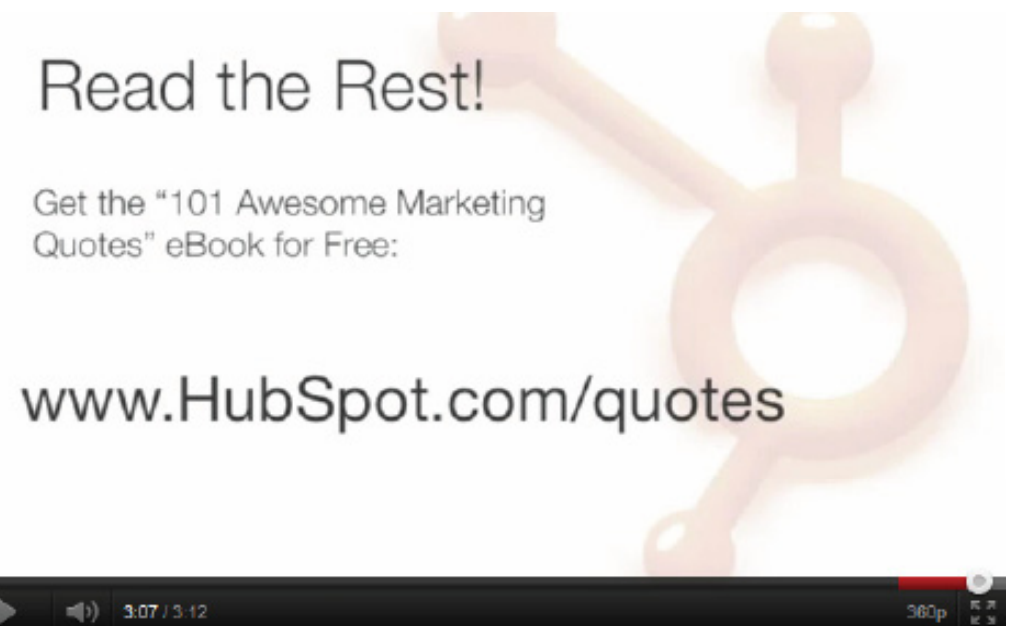 Read the Rest!
Get the “101 Awesome Marketing
Quotes” eBook for Free:
www.HubSpot.com/quotes
3:07 / 3:12
360p